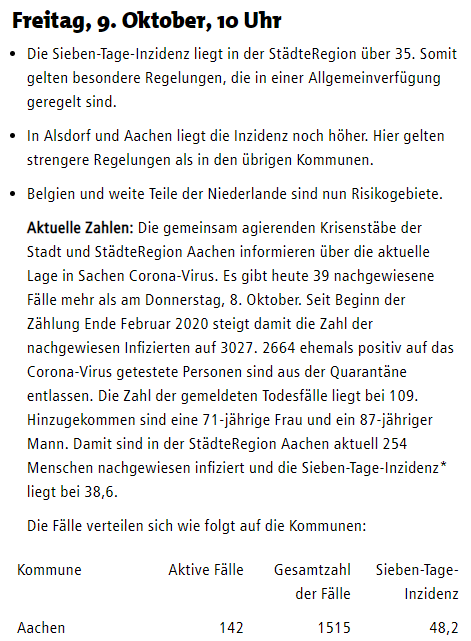 Freitag, 9. Oktober, 10 Uhr
• Die Sieben-Tage-Inzidenz liegt in der StädteRegion über 35. Somit
gelten besondere Regelungen, die in einer Allgemeinverfügung
geregelt sind.
• In Alsdorf und Aachen liegt die Inzidenz noch höher. Hier gelten
strengere Regelungen als in den übrigen Kommunen.
• Belgien und weite Teile der Niederlande sind nun Risikogebiete.
Aktuelle Zahlen: Die gemeinsam agierenden Krisenstäbe der
Stadt und StädteRegion Aachen informieren über die aktuelle
Lage in Sachen Corona-Virus. Es gibt heute 39 nachgewiesene
Fälle mehr als am Donnerstag, 8. Oktober. Seit Beginn der
Zählung Ende Februar 2020 steigt damit die Zahl der
nachgewiesen Infizierten auf 3027. 2664 ehemals positiv auf das
Corona-Virus getestete Personen sind aus der Quarantäne
entlassen. Die Zahl der gemeldeten Todesfälle liegt bei 109.
Hinzugekommen sind eine 71-jährige Frau und ein 87-jähriger
Mann. Damit sind in der StädteRegion Aachen aktuell 254
Menschen nachgewiesen infiziert und die Sieben-Tage-Inzidenz*
liegt bei 38,6.
Die Fälle verteilen sich wie folgt auf die Kommunen:
Kommune Aktive Fälle Gesamtzahl Sieben-Tage-
der Fälle Inzidenz
Aachen 142 1515 48,2